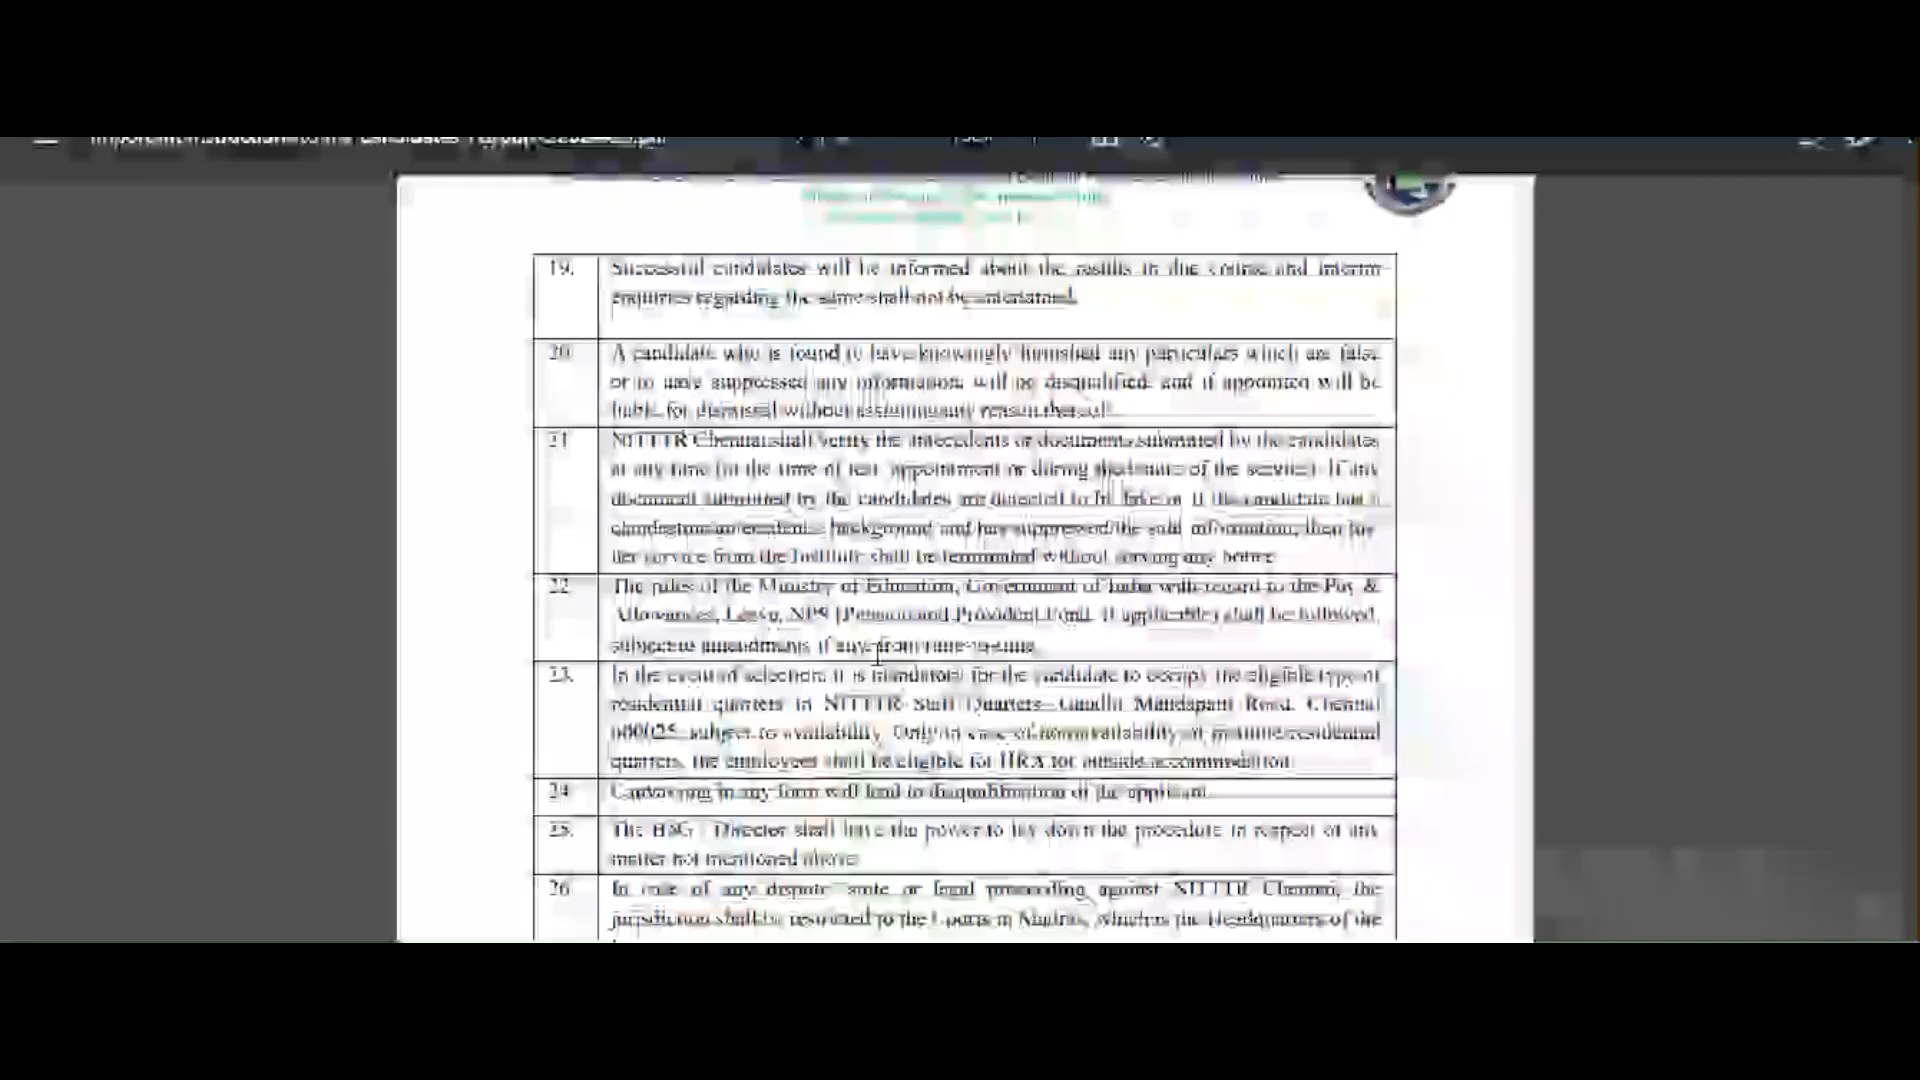 19. Successful candidates will be informed about the results in due course and interim
enquiries regarding the same shall not be entertained.
20. A candidate who is found to have knowingly furnished any particulars which are false
or to have suppressed any information will be disqualified and if appointed will be
liable for dismissal without assigning any reason thereof.
21. NITTTR Chennai shall verify the antecedents or documents submitted by the candidates
at any time (at the time of appointment or during the tenure of the service). If any
document submitted by the candidates are detected to be fake or if the candidate has a
clandestine antecedents background and has suppressed the said information, then his
her service from the Institute shall be terminated without serving any notice
22. The rules of the Ministry of Education, Government of India with regard to the Pay &
Allowances, Leave, NPS (Pension and Provident Fund, if applicable) shall be followed,
subject to amendments if any from time to time.
23. In the event of selection, it is mandatory for the candidate to occupy the eligible type of
residential quarters in NITTTR Staff Quarters Gandhi Mandapam Road, Chennai
600025 subject to availability. Only in case of non availability of residential
quarters, the employees shall be eligible for HRA for outside accommodation.
24. Canvassing in any form will lead to disqualification of the applicant.
25. The Director shall have the power to lay down the procedure in respect of any
matter not mentioned above.
26. In case of any dispute or legal proceeding against NITTTR Chennai, the
jurisdiction shall be restricted to the Courts in Madras, which is the Headquarters of the